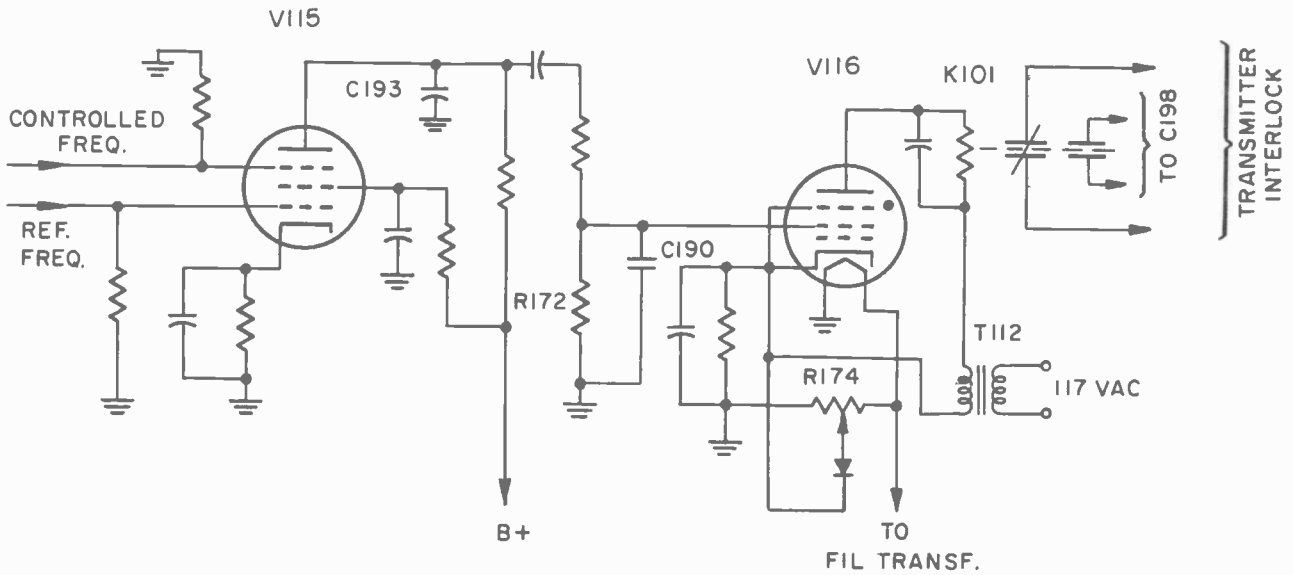 V115
C193
CONTROLLED
FREQ.
REF.
FREQ.
R172
B+
C190
V116
K101
TO C198
TRANSMITTER
INTERLOCK
T112
117 VAC
R174
TO
FIL TRANSF.